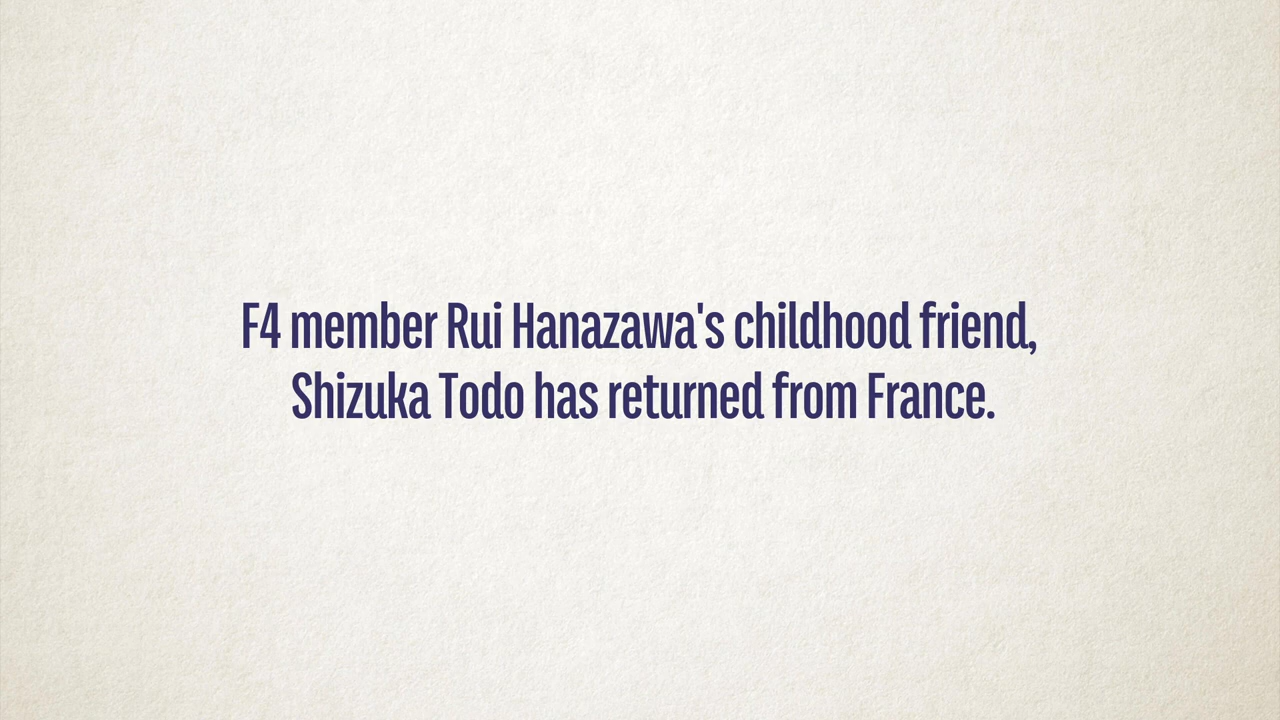 F4 member Rui Hanazawa's childhood friend,
Shizuka Todo has returned from France.